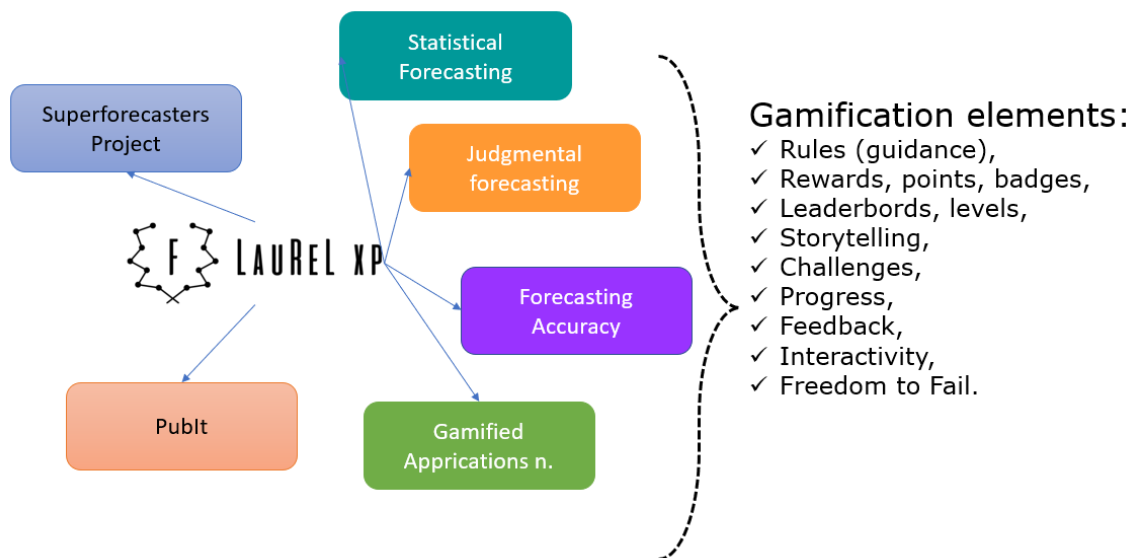 Statistical
Forecasting
Superforecasters
Project
Judgmental
forecasting
F LAUReL XP
Forecasting
Accuracy
PubIt
Gamified
Apprications n.
Gamification elements:
✓ Rules (guidance),
✓ Rewards, points, badges,
✓ Leaderbords, levels,
✓ Storytelling,
✓ Challenges,
✓ Progress,
✓ Feedback,
✓ Interactivity,
✓ Freedom to Fail.